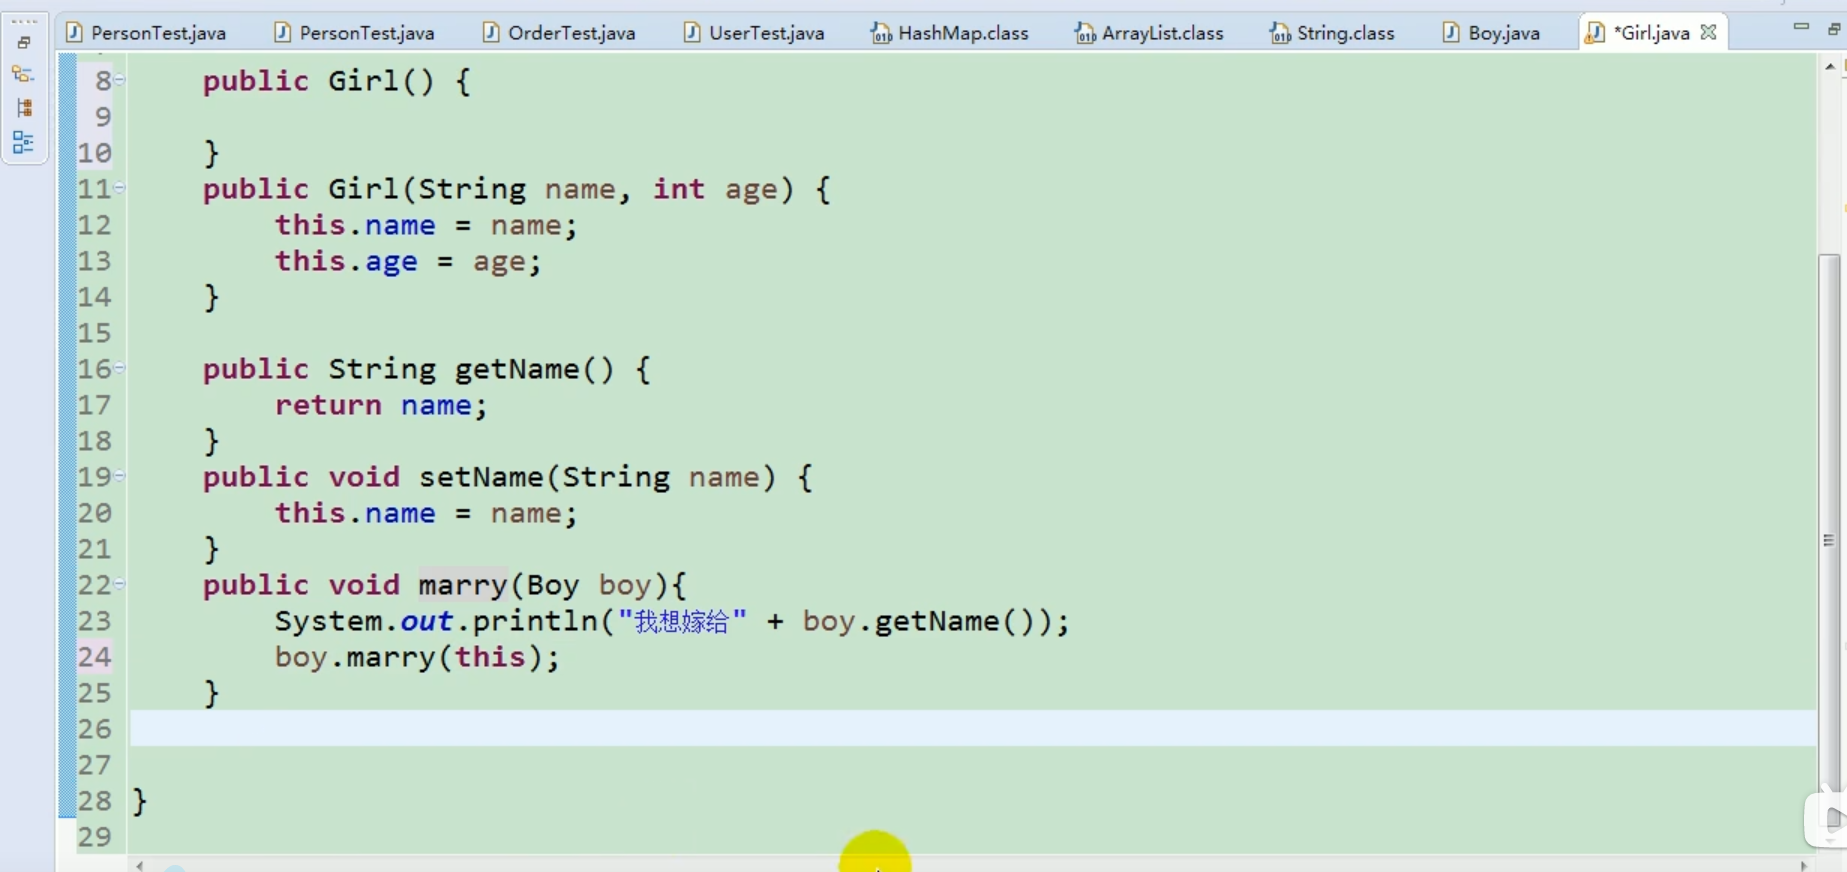 PersonTest.java PersonTest.java OrderTest.java UserTest.java HashMap.class ArrayList.class String.class Boy.java *Girl.java
8 public Girl() {
9
10 }
11 public Girl(String name, int age) {
12 this.name = name;
13 this.age = age;
14 }
15
16 public String getName() {
17 return name;
18 }
19 public void setName(String name) {
20 this.name = name;
21 }
22 public void marry(Boy boy){
23 System.out.println("我想嫁给" + boy.getName());
24 boy.marry(this);
25 }
26
27
28 }
29